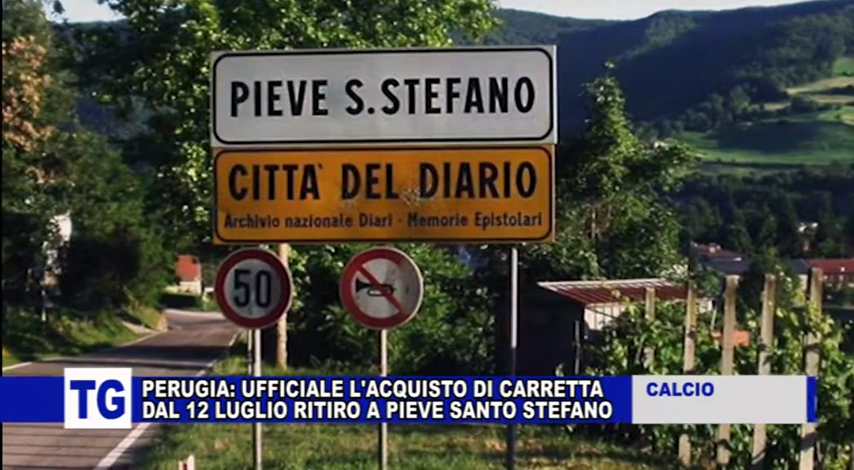 PIEVE S.STEFANO
CITTA' DEL DIARIO
Archivio nazionale Diari - Memorie Epistolari
50
TG
PERUGIA: UFFICIALE L'ACQUISTO DI CARRETTA
DAL 12 LUGLIO RITIRO A PIEVE SANTO STEFANO
CALCIO